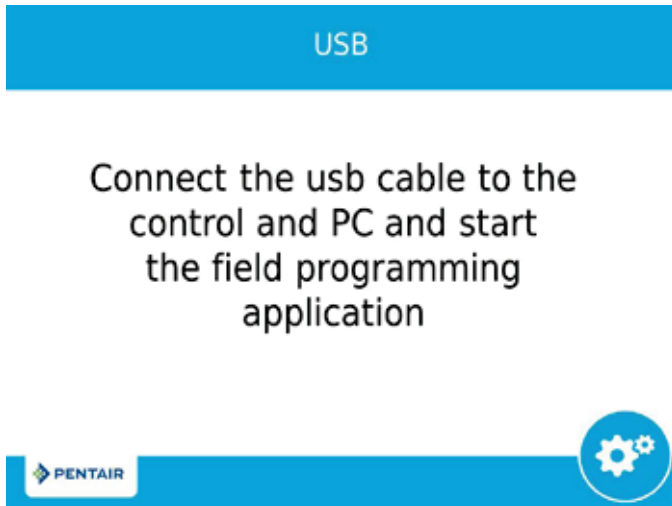 USB
Connect the usb cable to the
control and PC and start
the field programming
application
PENTAIR